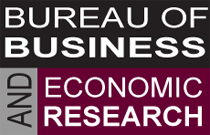 BUREAU OF
BUSINESS
AND
ECONOMIC
RESEARCH